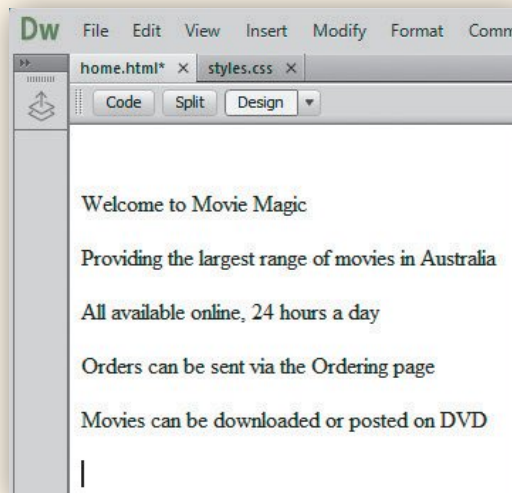 Dw File Edit View Insert Modify Format Comm
home.html* × styles.css ×
Code Split Design
Welcome to Movie Magic
Providing the largest range of movies in Australia
All available online, 24 hours a day
Orders can be sent via the Ordering page
Movies can be downloaded or posted on DVD